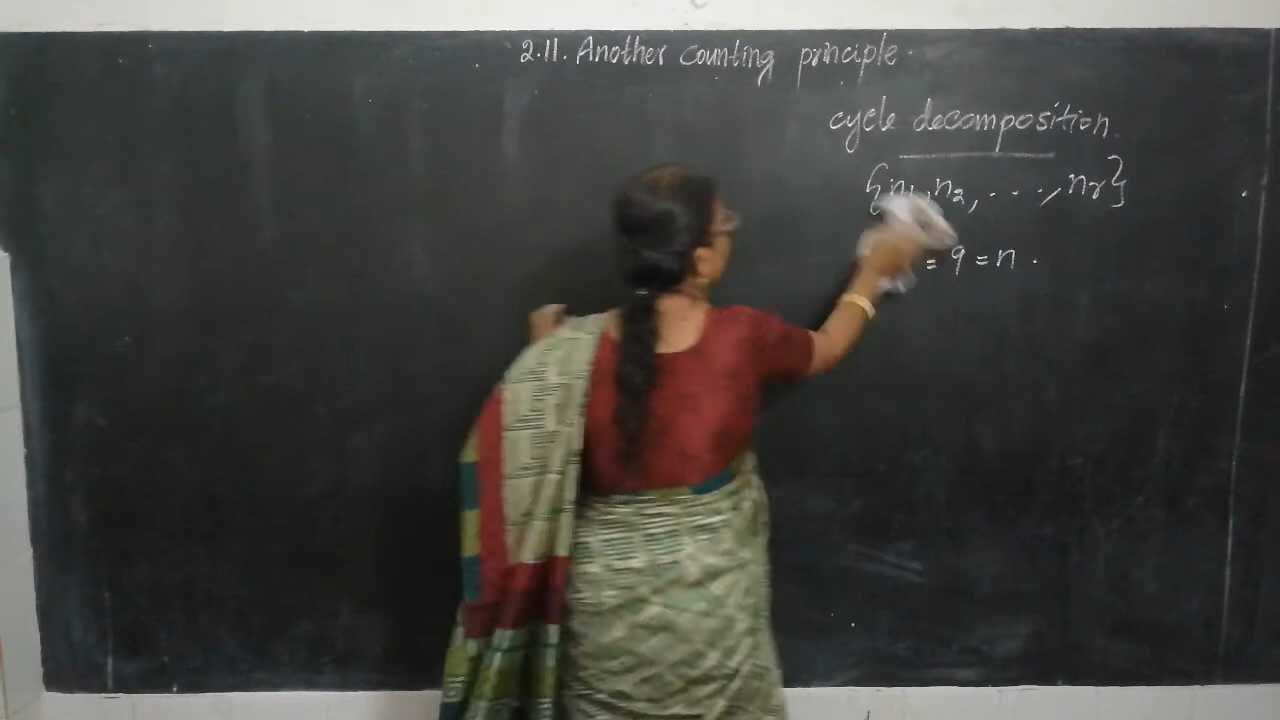 2.11. Another counting principle.
cycle decomposition.
{n1, n2, ..., nr}
= 9 = n.